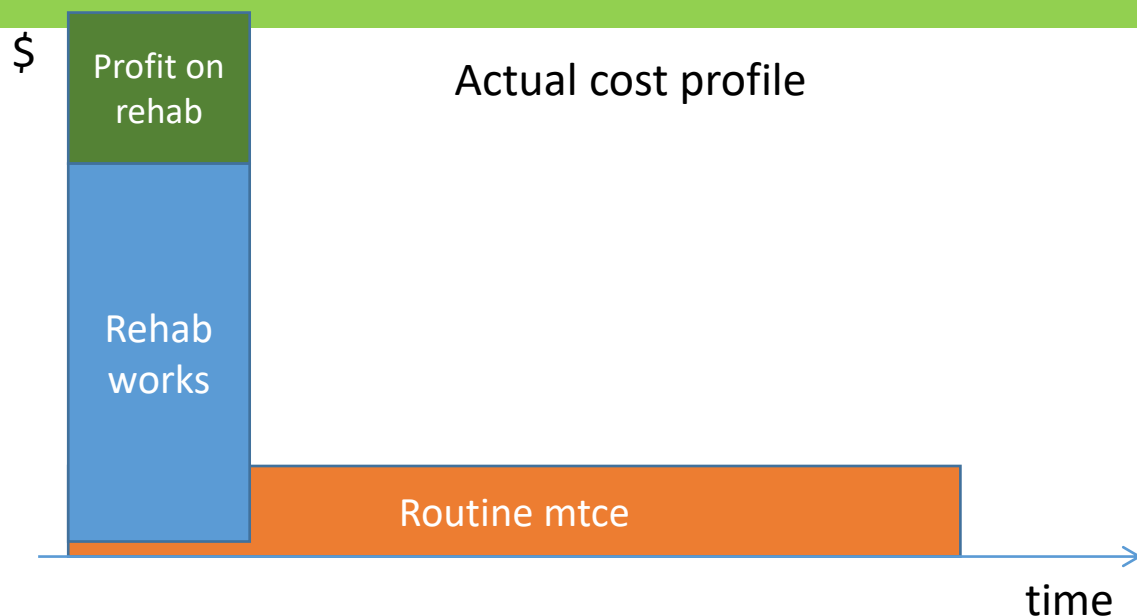 $
Profit on
rehab
Actual cost profile
Rehab
works
Routine mtce
time